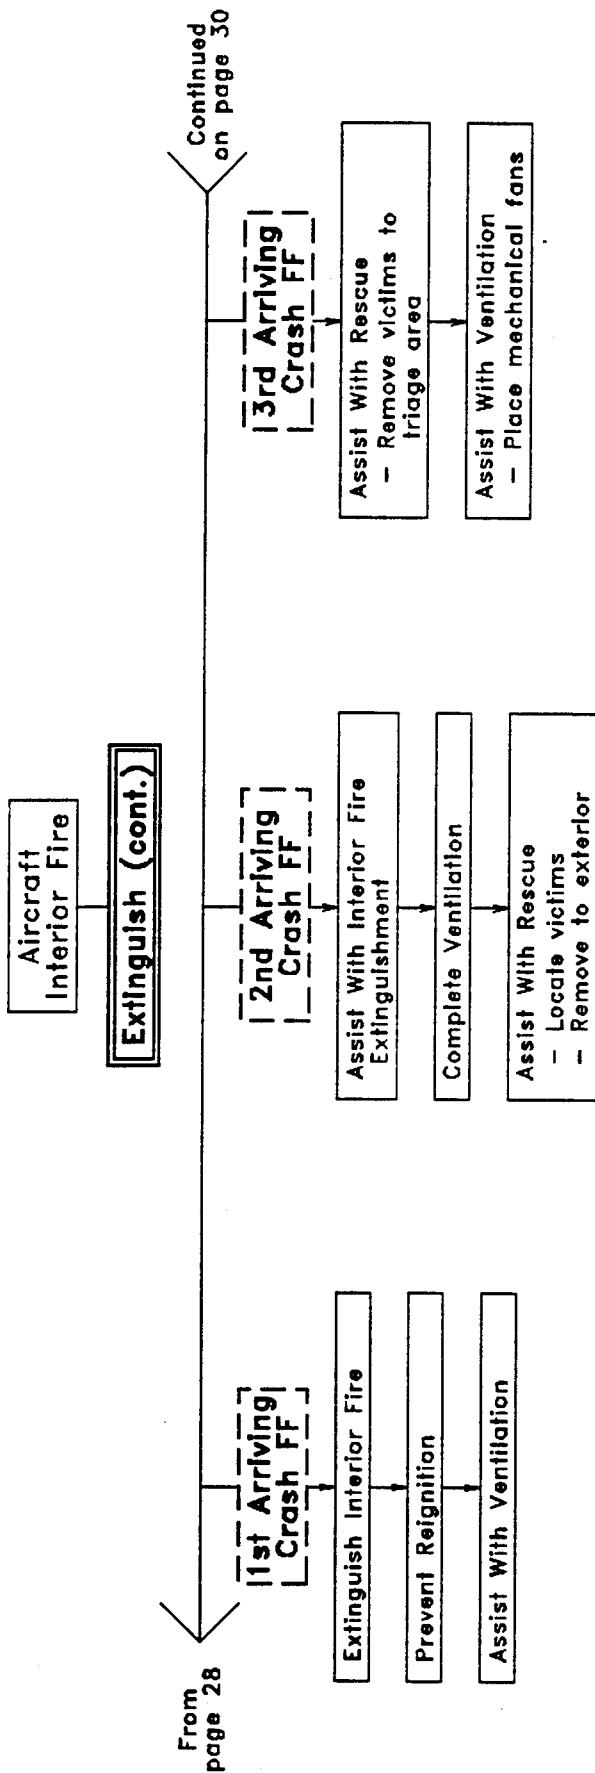 Aircraft
Interior Fire
Extinguish (cont.)
From
page 28
Continued
on page 30
1st Arriving
Crash FF
Extinguish Interior Fire
Prevent Reignition
Assist With Ventilation
2nd Arriving
Crash FF
Assist With Interior Fire
Extinguishment
Complete Ventilation
Assist With Rescue
- Locate victims
- Remove to exterior
3rd Arriving
Crash FF
Assist With Rescue
- Remove victims to
triage area
Assist With Ventilation
- Place mechanical fans